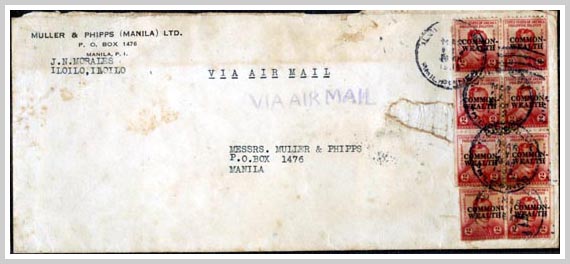 MULLER & PHIPPS (MANILA) LTD.
P. O. BOX 1476
MANILA, P. I.
J.N.MORALES
ILOILO, ILOILO
VIA AIR MAIL
VIA AIR MAIL
MESSRS. MULLER & PHIPPS
P.O.BOX 1476
MANILA
COMMON-
WEALTH
COMMON-
WEALTH
COMMON-
WEALTH
COMMON-
WEALTH
COMMON-
WEALTH
COMMON-
WEALTH
COMMON-
WEALTH
COMMON-
WEALTH